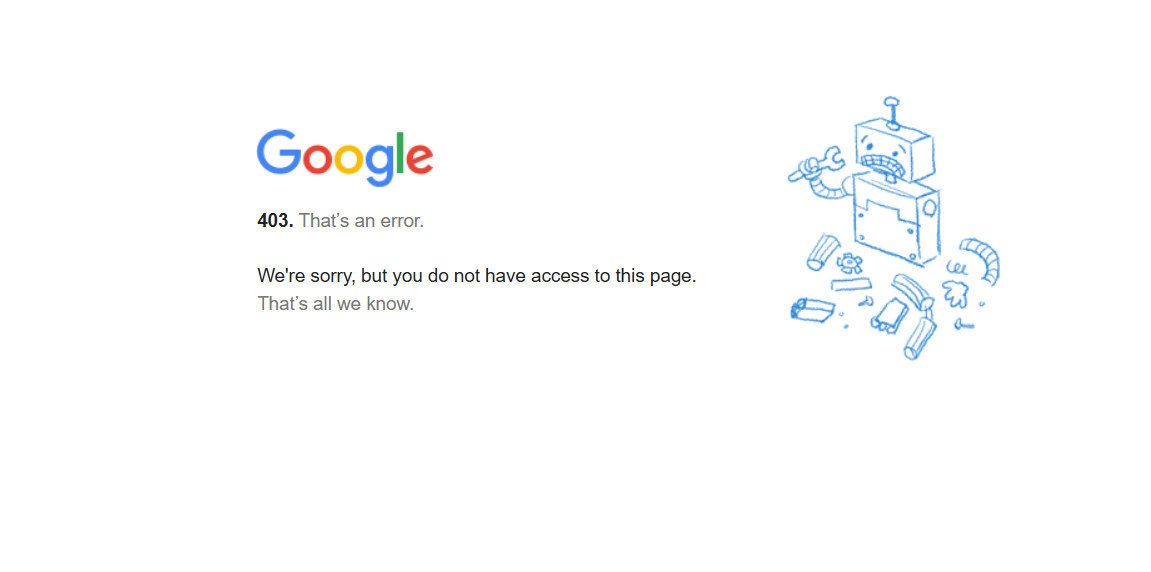 Google
403. That’s an error.
We're sorry, but you do not have access to this page.
That’s all we know.